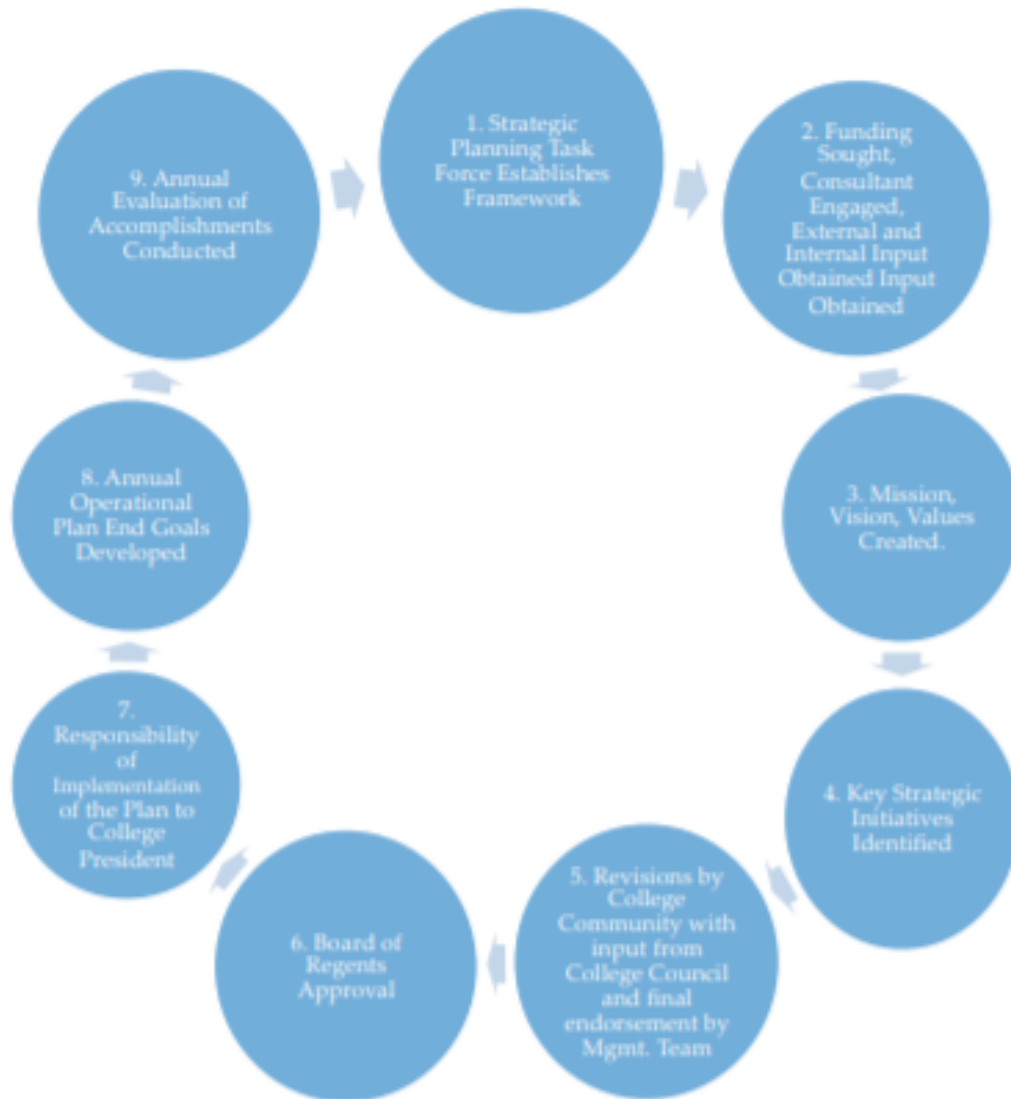 1. Strategic
Planning Task
Force Establishes
Framework
2. Funding
Sought,
Consultant
Engaged,
External and
Internal Input
Obtained Input
Obtained
3. Mission,
Vision, Values
Created.
4. Key Strategic
Initiatives
Identified
5. Revisions by
College
Community with
input from
College Council
and final
endorsement by
Mgmt. Team
6. Board of
Regents
Approval
7.
Responsibility
of
Implementation
of the Plan to
College
President
8. Annual
Operational
Plan End Goals
Developed
9. Annual
Evaluation of
Accomplishments
Conducted